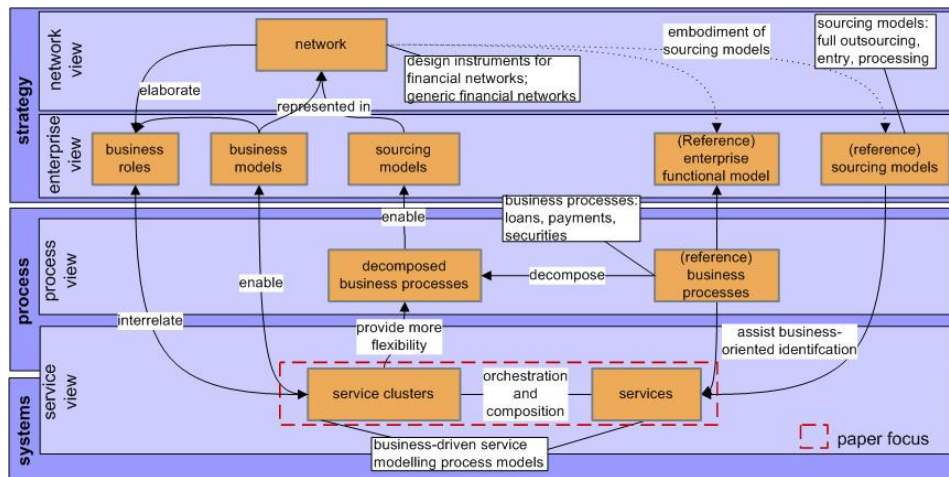 strategy
network
view
network
embodiment of
sourcing models
sourcing models:
full outsourcing,
entry, processing
design instruments for
financial networks;
generic financial networks
elaborate
represented in
enterprise
view
business
roles
business
models
sourcing
models
(Reference)
enterprise
functional model
(reference)
sourcing models
process
process
view
business processes:
loans, payments,
securities
enable
decomposed
business processes
decompose
(reference)
business
processes
enable
interrelate
provide more
flexibility
assist business-
oriented identifcation
systems
service
view
service clusters
orchestration
and
composition
services
business-driven service
modelling process models
paper focus